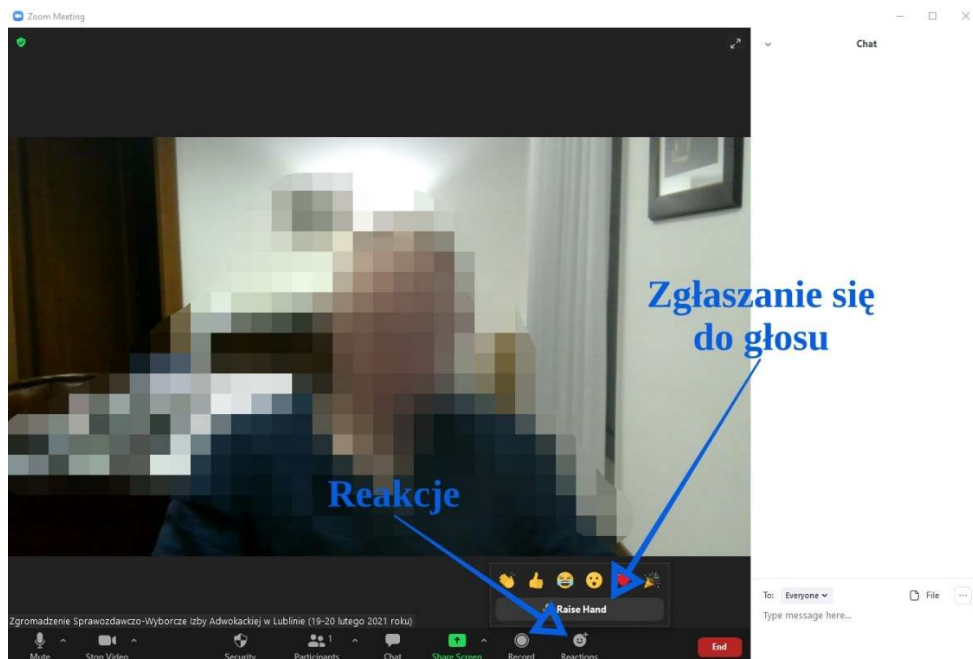 Zoom Meeting
Chat
Zgłaszanie się
do głosu
Reakcje
Raise Hand
To: Everyone
File
Type message here...
Zgromadzenie Sprawozdawczo-Wyborcze Izby Adwokackiej w Lublinie (19-20 lutego 2021 roku)
Mute
Stop Video
Security
Participants
1
Chat
Share Screen
Record
Reactions
End